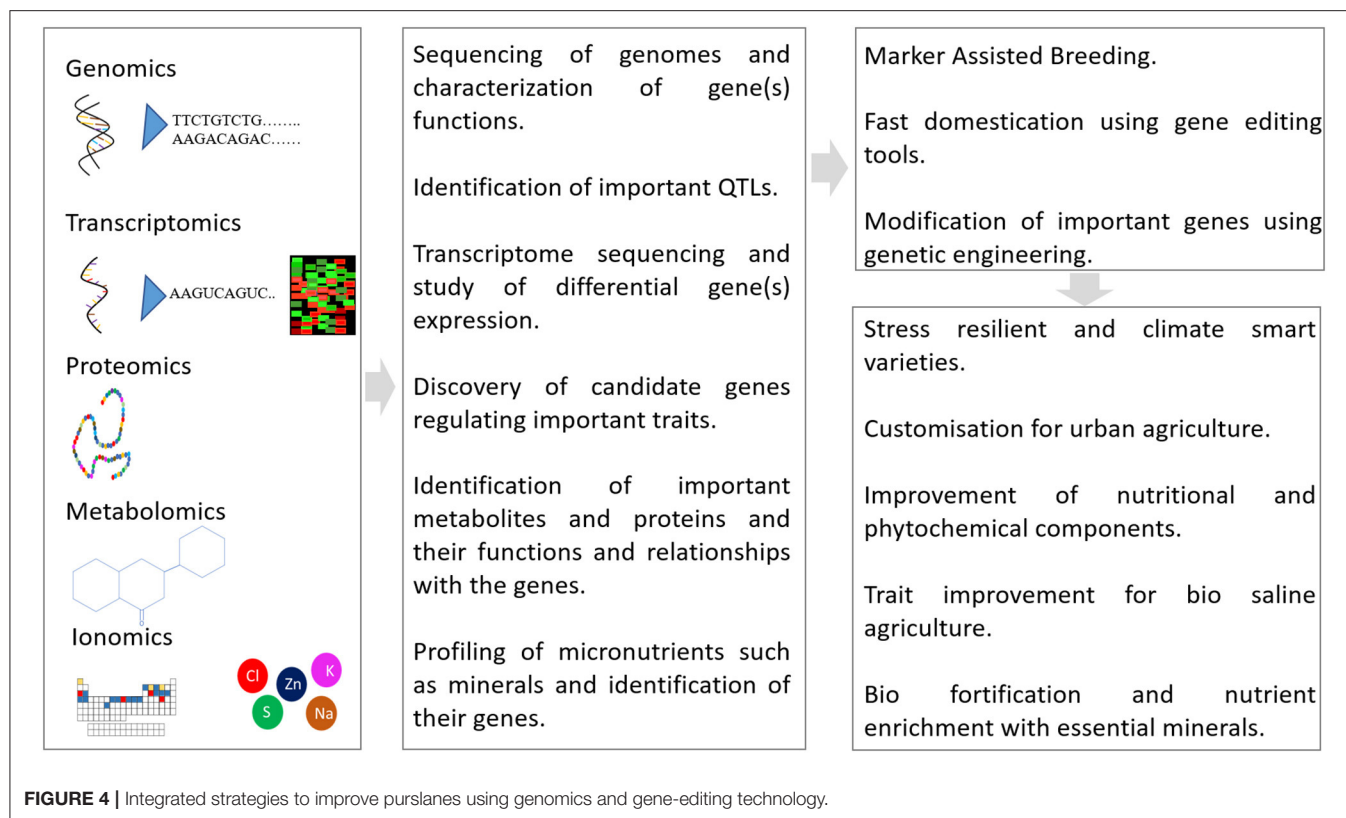 Genomics
TTCTGTCTG........
AAGACAGAC......
Transcriptomics
AAGUCAGUC..
Proteomics
Metabolomics
Ionomics
Cl
Zn
K
S
Na
Sequencing of genomes and
characterization of gene(s)
functions.
Identification of important QTLs.
Transcriptome sequencing and
study of differential gene(s)
expression.
Discovery of candidate genes
regulating important traits.
Identification of important
metabolites and proteins and
their functions and relationships
with the genes.
Profiling of micronutrients such
as minerals and identification of
their genes.
Marker Assisted Breeding.
Fast domestication using gene editing
tools.
Modification of important genes using
genetic engineering.
Stress resilient and climate smart
varieties.
Customisation for urban agriculture.
Improvement of nutritional and
phytochemical components.
Trait improvement for bio saline
agriculture.
Bio fortification and nutrient
enrichment with essential minerals.
FIGURE 4 | Integrated strategies to improve purslanes using genomics and gene-editing technology.